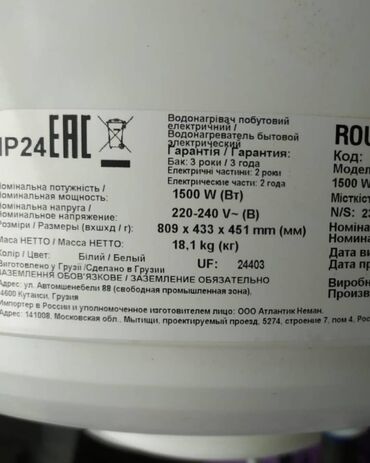 IP24 EAC
Водонагрівач побутовий
електричний /
Водонагреватель бытовой
электрический
Гарантія / Гарантия:
Бак: 3 роки / 3 года
Електричні частини: 2 роки
Електрические части: 2 года
Номінальна потужність/
Номинальная мощность: 1500 W (Вт)
Номінальна напруга /
Номинальное напряжение: 220-240 V~ (В)
Розміри / Размеры (вхшхд / г): 809 x 433 x 451 mm (мм)
Маса НЕТТО / Масса НЕТТО: 18,1 kg (кг)
Колір / Цвет: Білий / Белый
UF: 24403
Виготовлено у Грузії /Сделано в Грузии
ЗАЗЕМЛЕННЯ ОБОВ'ЯЗКОВЕ / ЗАЗЕМЛЕНИЕ ОБЯЗАТЕЛЬНО
Адрес: ул. Автомшенебели 88 (свободная промышленная зона).
4600 Кутаиси, Грузия
Импортер в России и уполномоченное изготовителем лицо: ООО Атлантик Неман.
Адрес: 141008. Московская обл., Мытищи, проектируемый проезд, 5274, строение 7, пом 4. Рос
ROU
Код:
Модел
1500 W
Місткіст
N/S: 23
Номіна
Номина
Дата ви
Дата в
Виробн
Произв